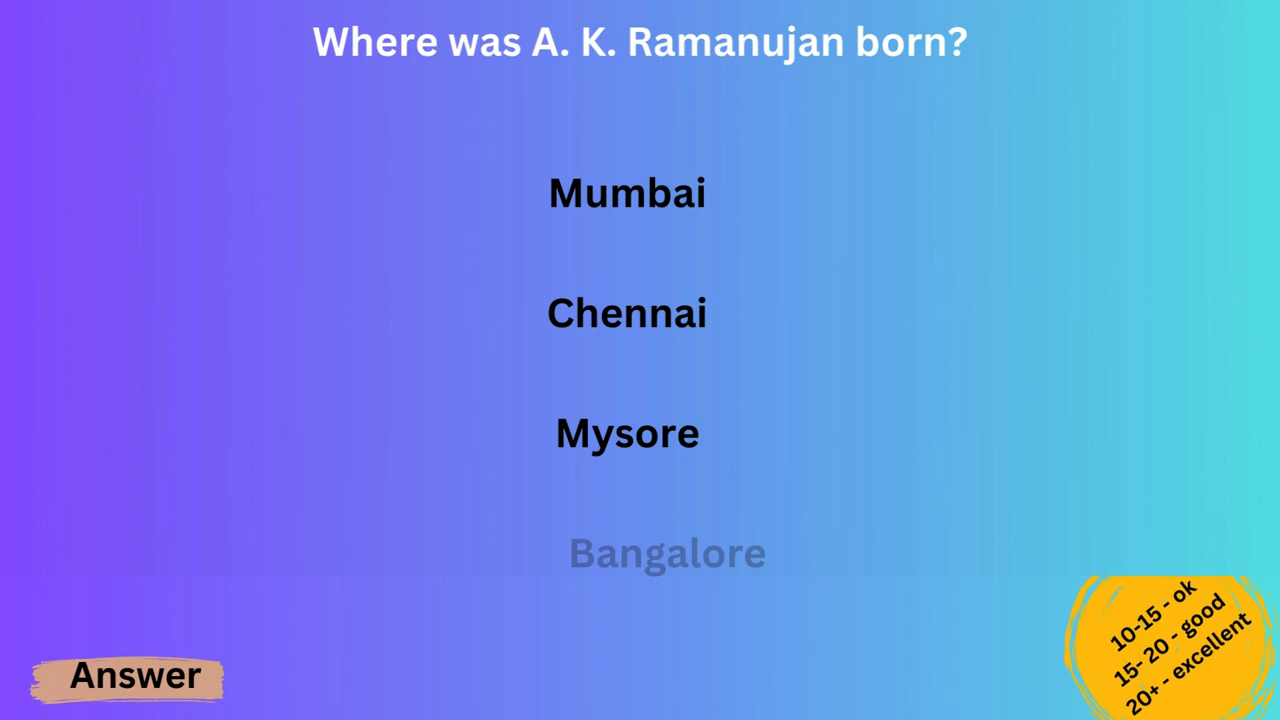 Where was A. K. Ramanujan born?
Mumbai
Chennai
Mysore
Bangalore
Answer
10-15 - ok
15- 20 - good
20+ - excellent